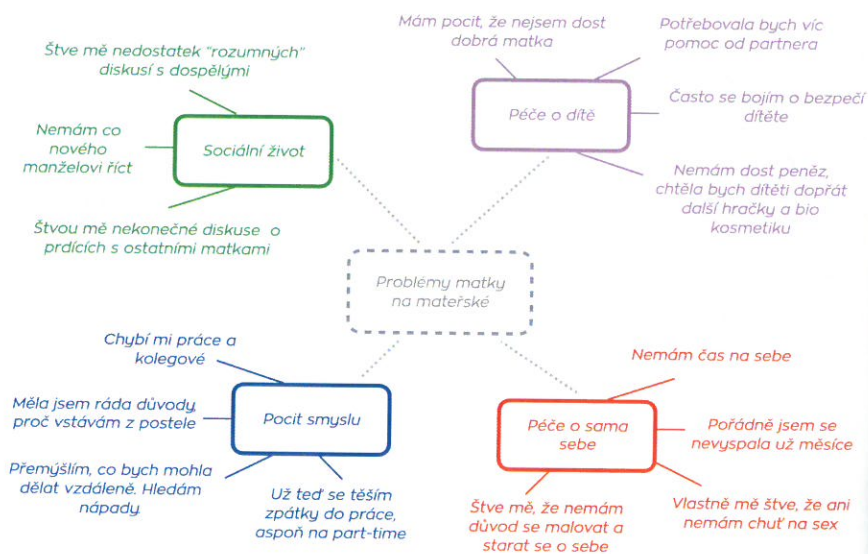 Štve mě nedostatek "rozumných"
diskusí s dospělými
Nemám co
nového
manželovi říct
Sociální život
Štvou mě nekonečné diskuse o
prdících s ostatními matkami
Mám pocit, že nejsem dost
dobrá matka
Potřebovala bych víc
pomoc od partnera
Péče o dítě
Často se bojím o bezpečí
dítěte
Nemám dost peněz,
chtěla bych dítěti dopřát
další hračky a bio
kosmetiku
Problémy matky
na mateřské
Chybí mi práce a
kolegové
Měla jsem ráda důvody,
proč vstávám z postele
Pocit smyslu
Přemýšlím, co bych mohla
dělat vzdáleně. Hledám
nápady
Už teď se těším
zpátky do práce,
aspoň na part-time
Nemám čas na sebe
Péče o sama
sebe
Pořádně jsem se
nevyspala už měsíce
Štve mě, že nemám
důvod se malovat a
starat se o sebe
Vlastně mě štve, že ani
nemám chuť na sex